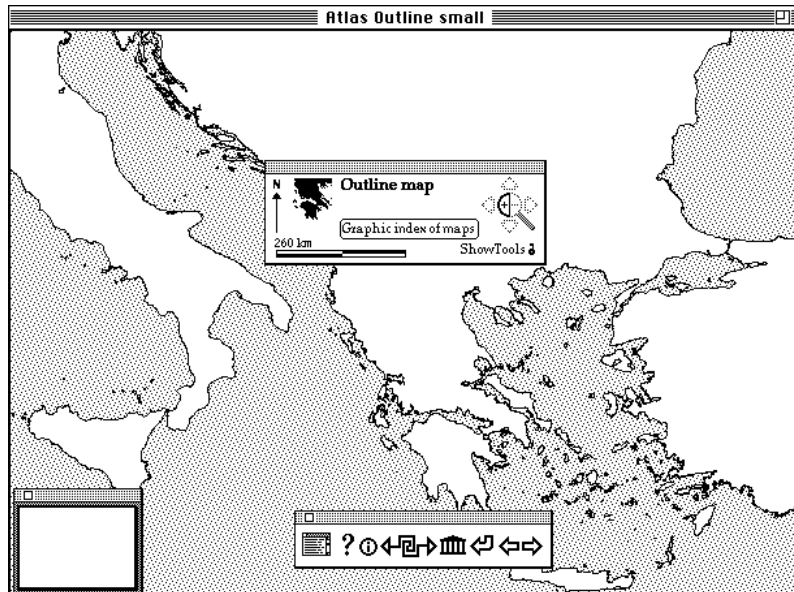 Atlas Outline small
N
Outline map
Graphic index of maps
260 km
ShowTools
?
i